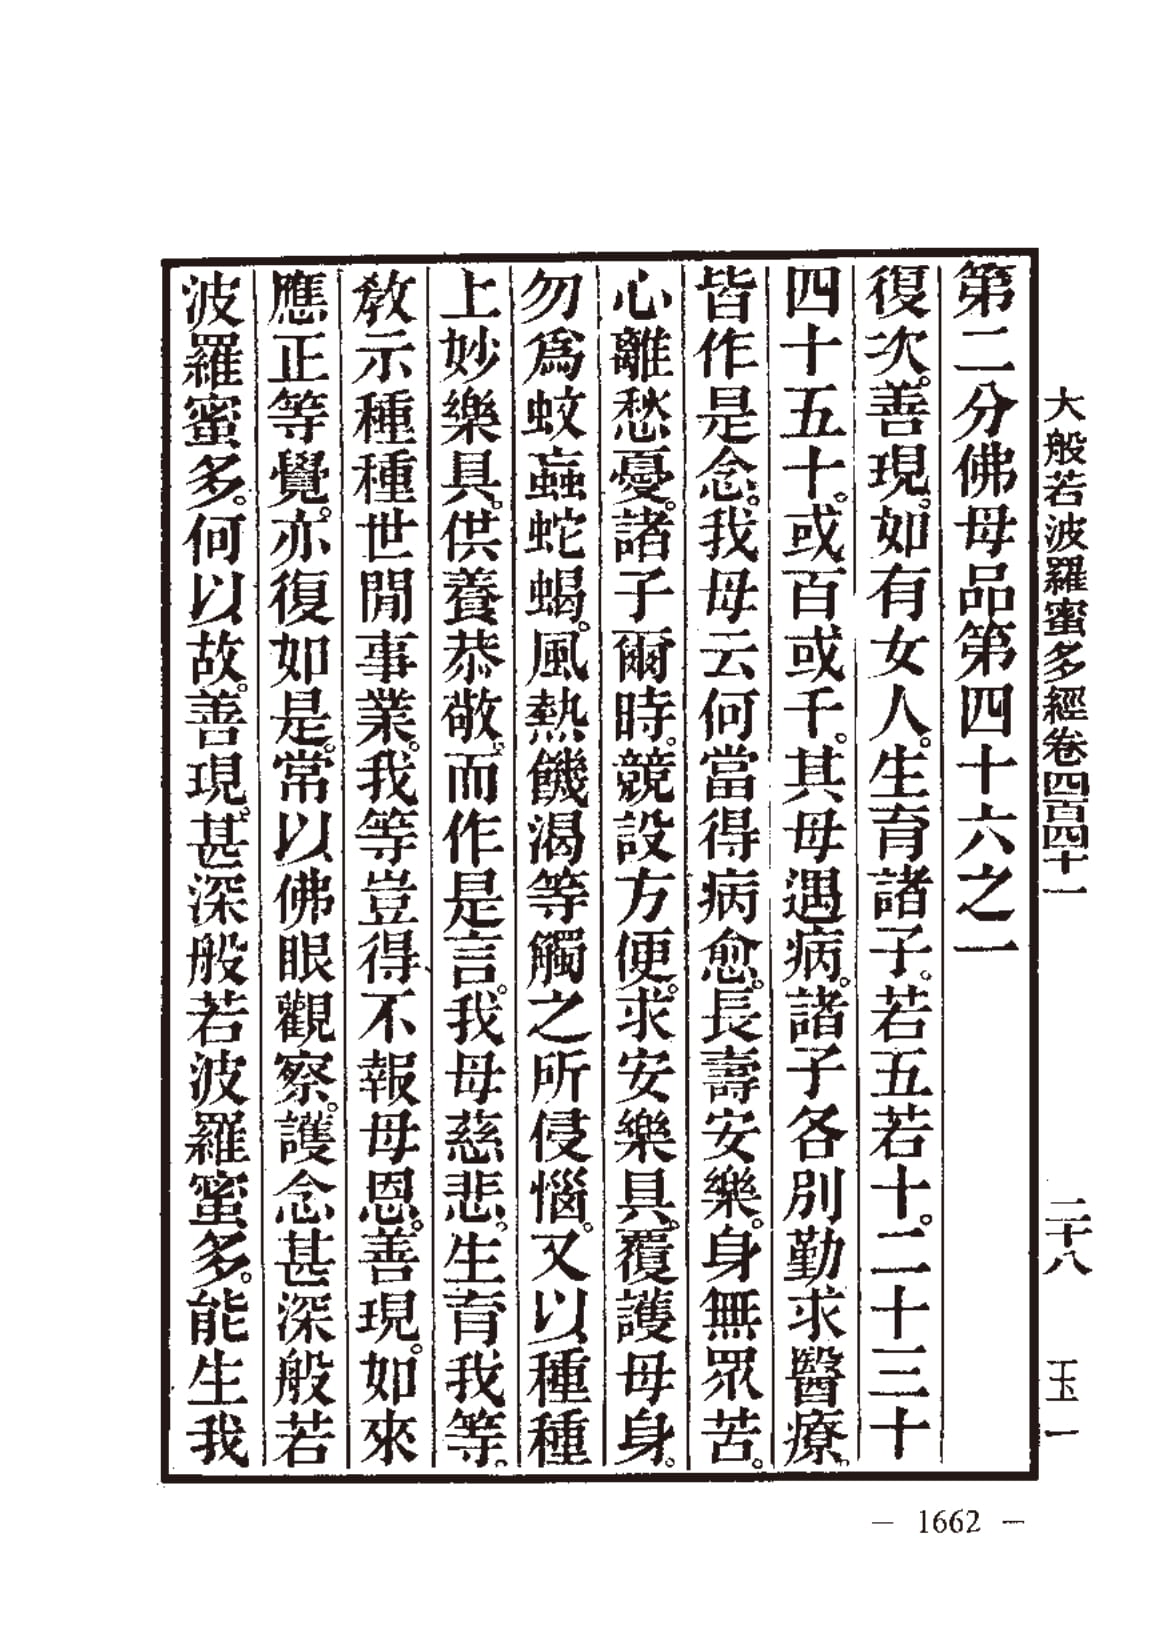 大般若波羅蜜多經卷四百四十一 二十八 玉一
第二分佛母品第四十六之一
復次。善現。如有女人。生育諸子。若五若十。二十三十
四十五十。或百或千。其母遇病。諸子各別勤求醫療。
皆作是念。我母云何當得病愈。長壽安樂。身無眾苦。
心離愁憂。諸子爾時。競設方便。求安樂具。覆護母身。
勿為蚊蝱蛇蝎。風熱饑渴等觸之所侵惱。又以種種
上妙樂具。供養恭敬。而作是言。我母慈悲。生育我等。
教示種種世間事業。我等豈得不報母恩。善現。如來
應正等覺。亦復如是。常以佛眼觀察。護念甚深般若
波羅蜜多。何以故。善現。甚深般若波羅蜜多。能生我
— 1662 —